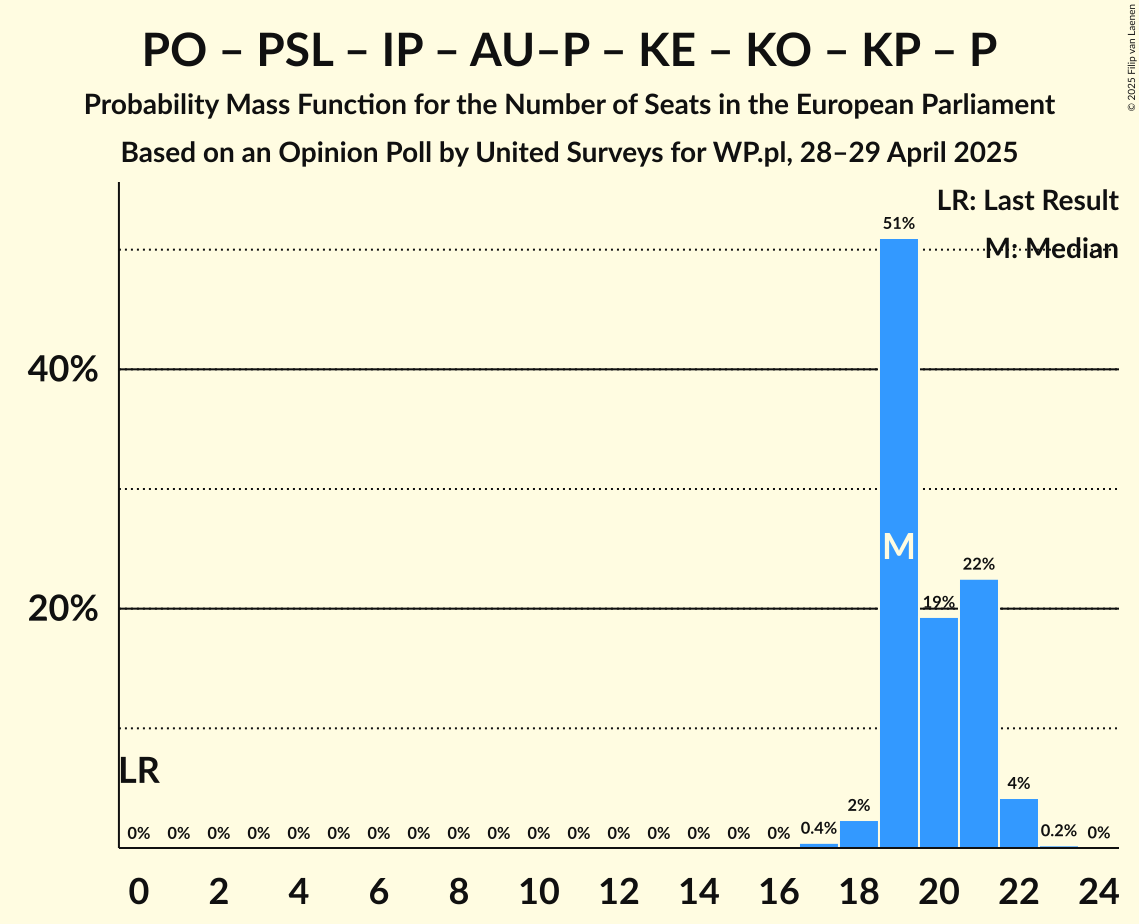 PO – PSL – IP – AU–P – KE – KO – KP – P
Probability Mass Function for the Number of Seats in the European Parliament
Based on an Opinion Poll by United Surveys for WP.pl, 28–29 April 2025
© 2025 Filip van Laenen
LR: Last Result
M: Median
51%
40%
M
22%
20%
19%
LR
4%
2%
0% 0% 0% 0% 0% 0% 0% 0% 0% 0% 0% 0% 0% 0% 0% 0% 0% 0.4% 0.2% 0%
0 2 4 6 8 10 12 14 16 18 20 22 24